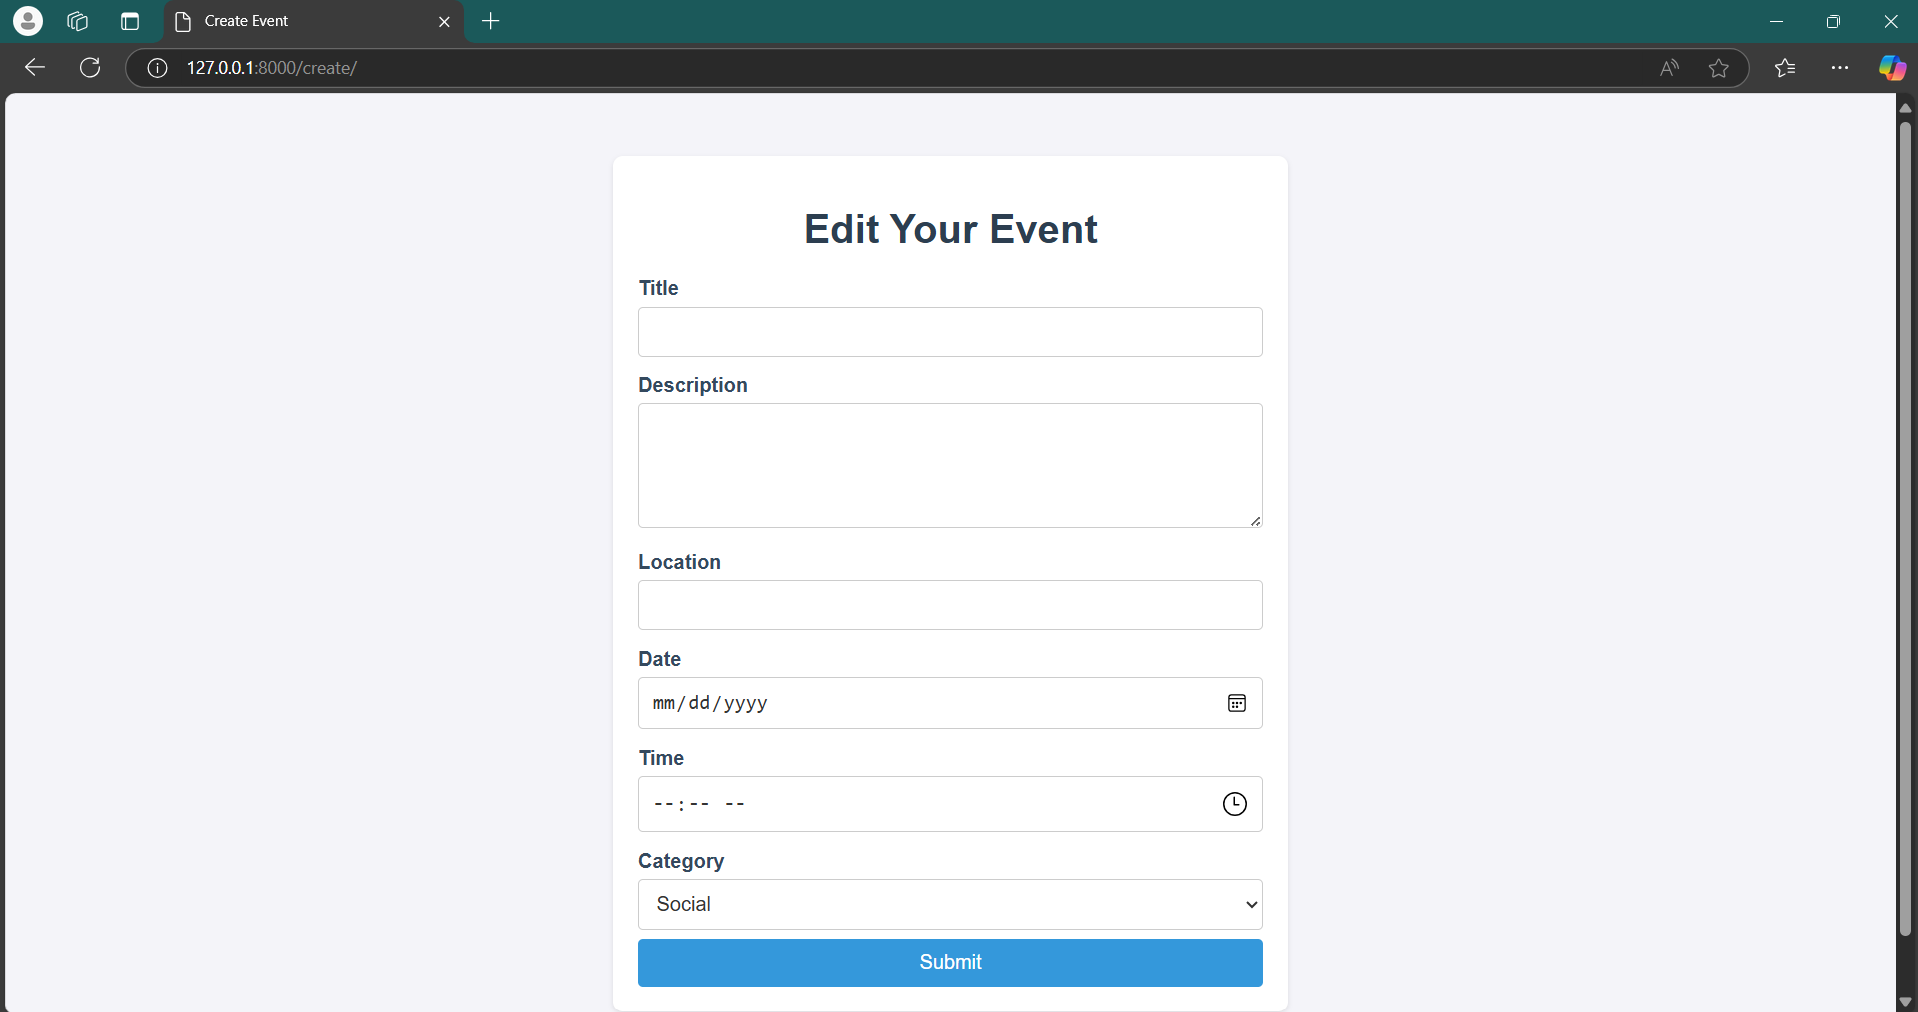 Create Event
127.0.0.1:8000/create/
Edit Your Event
Title
Description
Location
Date
mm/dd/yyyy
Time
--:-- --
Category
Social
Submit